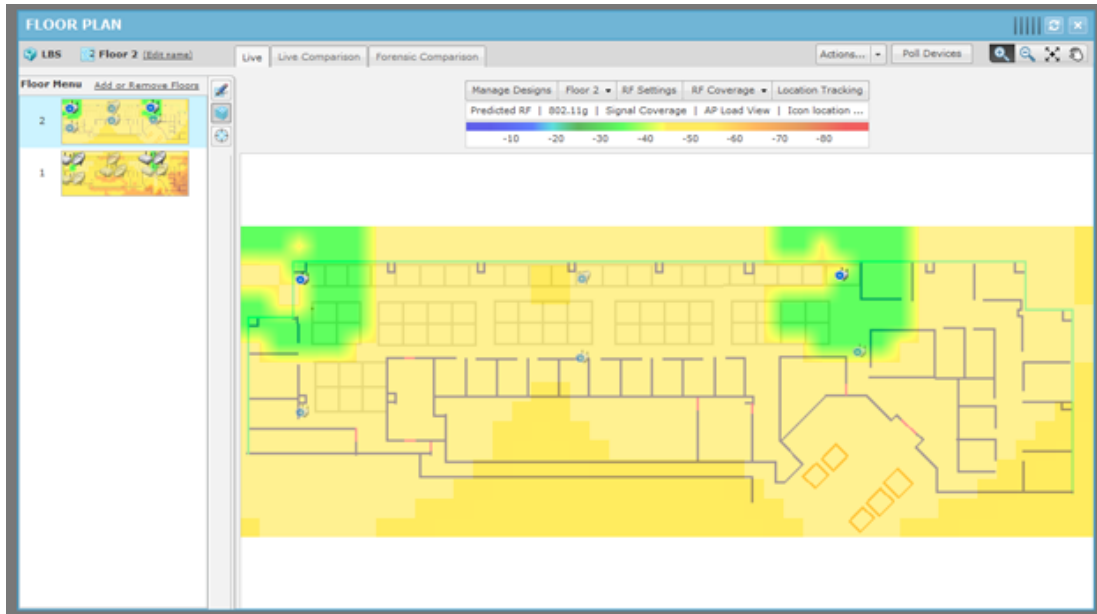 FLOOR PLAN
LBS 2 Floor 2 (Edit name) Live Live Comparison Forensic Comparison Actions... Poll Devices
Floor Menu Add or Remove Floors
Manage Designs Floor 2 RF Settings RF Coverage Location Tracking
Predicted RF | 802.11g | Signal Coverage | AP Load View | Icon location ...
-10 -20 -30 -40 -50 -60 -70 -80
2
1